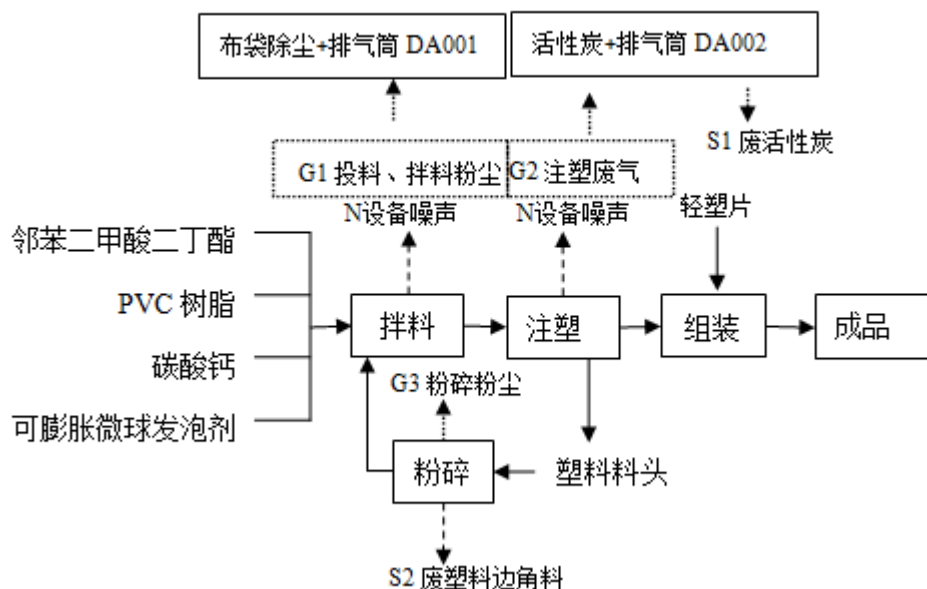 布袋除尘+排气筒 DA001
活性炭+排气筒 DA002
S1 废活性炭
G1 投料、拌料粉尘
G2 注塑废气
N设备噪声
N设备噪声
轻塑片
邻苯二甲酸二丁酯
PVC 树脂
碳酸钙
可膨胀微球发泡剂
拌料
注塑
组装
成品
G3 粉碎粉尘
粉碎
塑料料头
S2 废塑料边角料